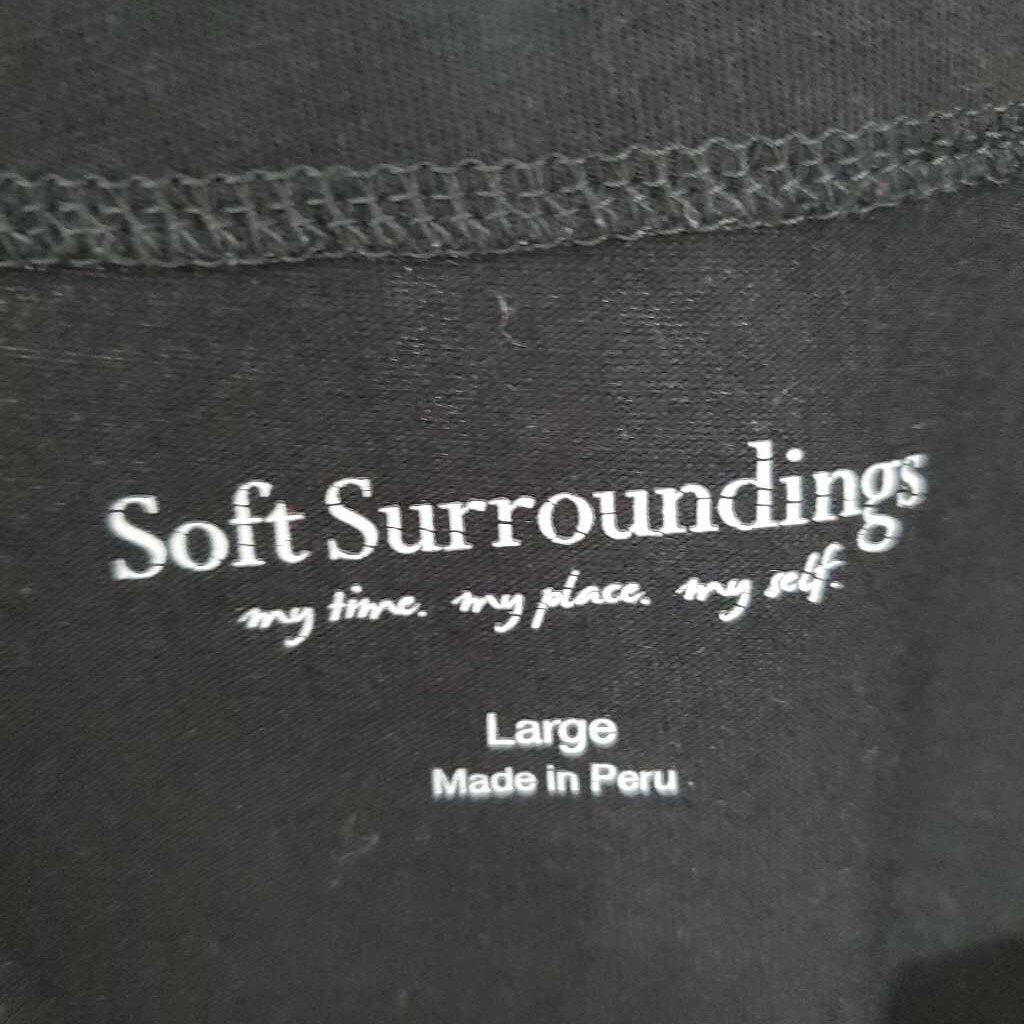 Soft Surroundings
my time. my place. my self.
Large
Made in Peru